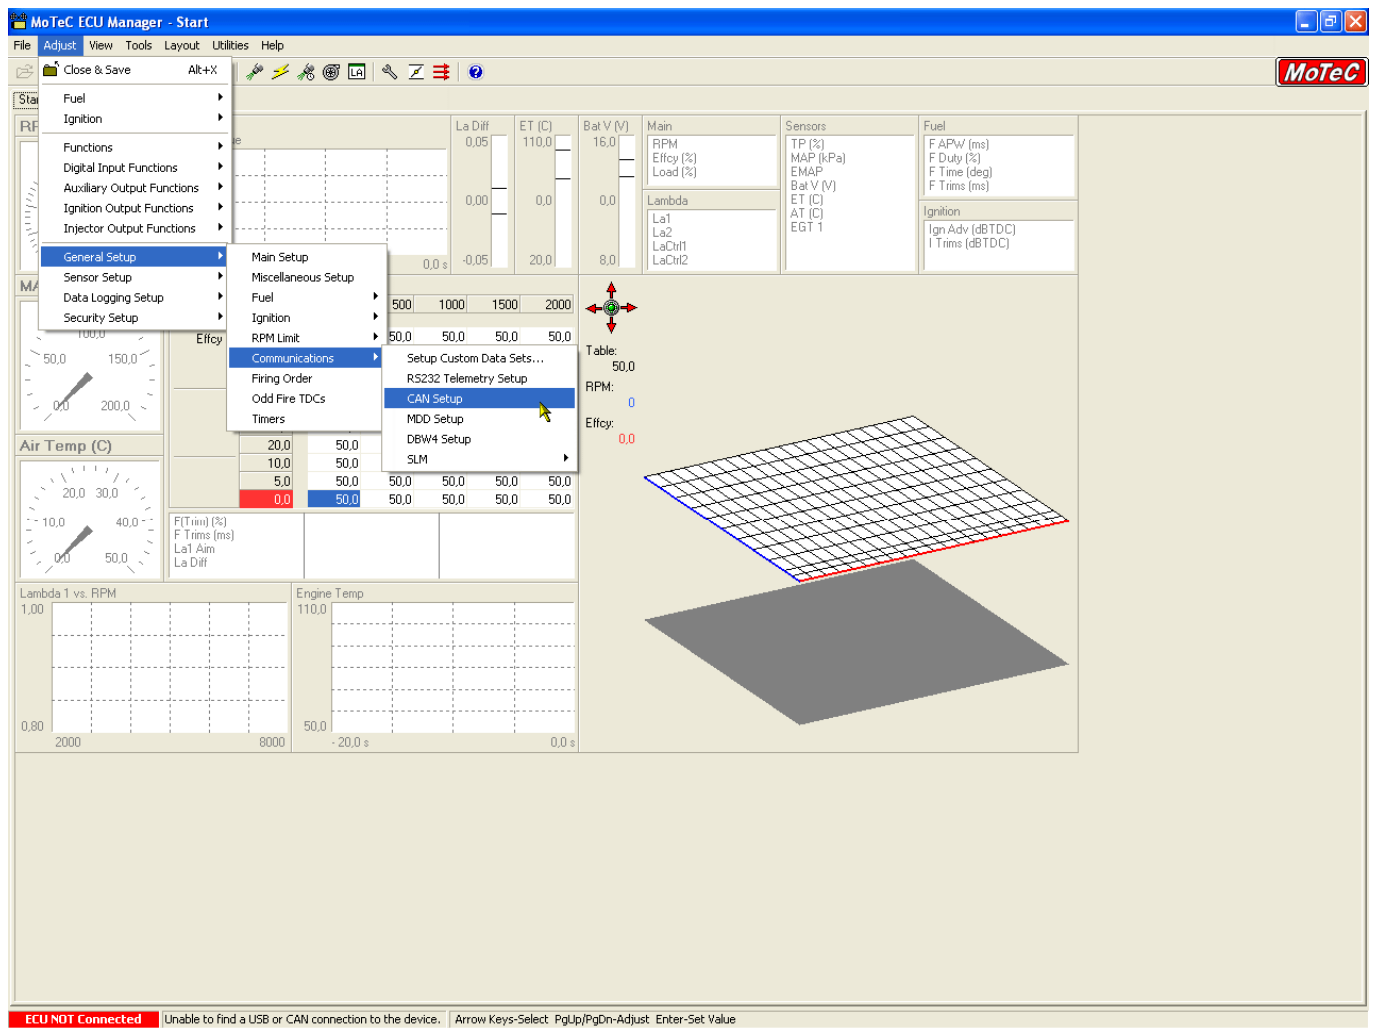 MoTeC ECU Manager - Start
File Adjust View Tools Layout Utilities Help
Close & Save Alt+X
LA
MoTeC
Fuel
Ignition
Functions
Digital Input Functions
Auxiliary Output Functions
Ignition Output Functions
Injector Output Functions
General Setup
Sensor Setup
Data Logging Setup
Security Setup
Main Setup
Miscellaneous Setup
Fuel
Ignition
RPM Limit
Communications
Firing Order
Odd Fire TDCs
Timers
Setup Custom Data Sets...
RS232 Telemetry Setup
CAN Setup
MDD Setup
DBW4 Setup
SLM
0,0 s
La Diff
0,05
0,00
-0,05
ET (C)
110,0
0,0
20,0
Bat V (V)
16,0
0,0
8,0
Main
RPM
Effcy (%)
Load (%)
Lambda
La1
La2
LaCtrl1
LaCtrl2
Sensors
TP (%)
MAP (kPa)
EMAP
Bat V (V)
ET (C)
AT (C)
EGT 1
Fuel
F APW (ms)
F Duty (%)
F Time (deg)
F Trims (ms)
Ignition
Ign Adv (dBTDC)
I Trims (dBTDC)
100,0
50,0 150,0
0,0 200,0
500 1000 1500 2000
Effcy 50,0 50,0 50,0 50,0
20,0 50,0
10,0 50,0
5,0 50,0 50,0 50,0 50,0 50,0
0,0 50,0 50,0 50,0 50,0 50,0
Table:
50,0
RPM:
0
Effcy:
0,0
Air Temp (C)
20,0 30,0
10,0 40,0
0,0 50,0
F(Trim) (%)
F Trims (ms)
La1 Aim
La Diff
Lambda 1 vs. RPM
1,00
0,80
2000 8000
Engine Temp
110,0
50,0
- 20,0 s 0,0 s
ECU NOT Connected Unable to find a USB or CAN connection to the device. Arrow Keys-Select PgUp/PgDn-Adjust Enter-Set Value